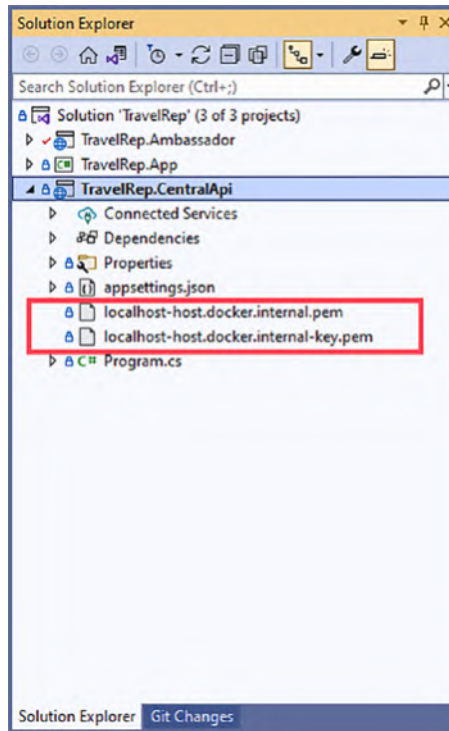 Solution Explorer
Search Solution Explorer (Ctrl+;)
Solution 'TravelRep' (3 of 3 projects)
TravelRep.Ambassador
TravelRep.App
TravelRep.CentralApi
Connected Services
Dependencies
Properties
appsettings.json
localhost-host.docker.internal.pem
localhost-host.docker.internal-key.pem
C# Program.cs
Solution Explorer Git Changes